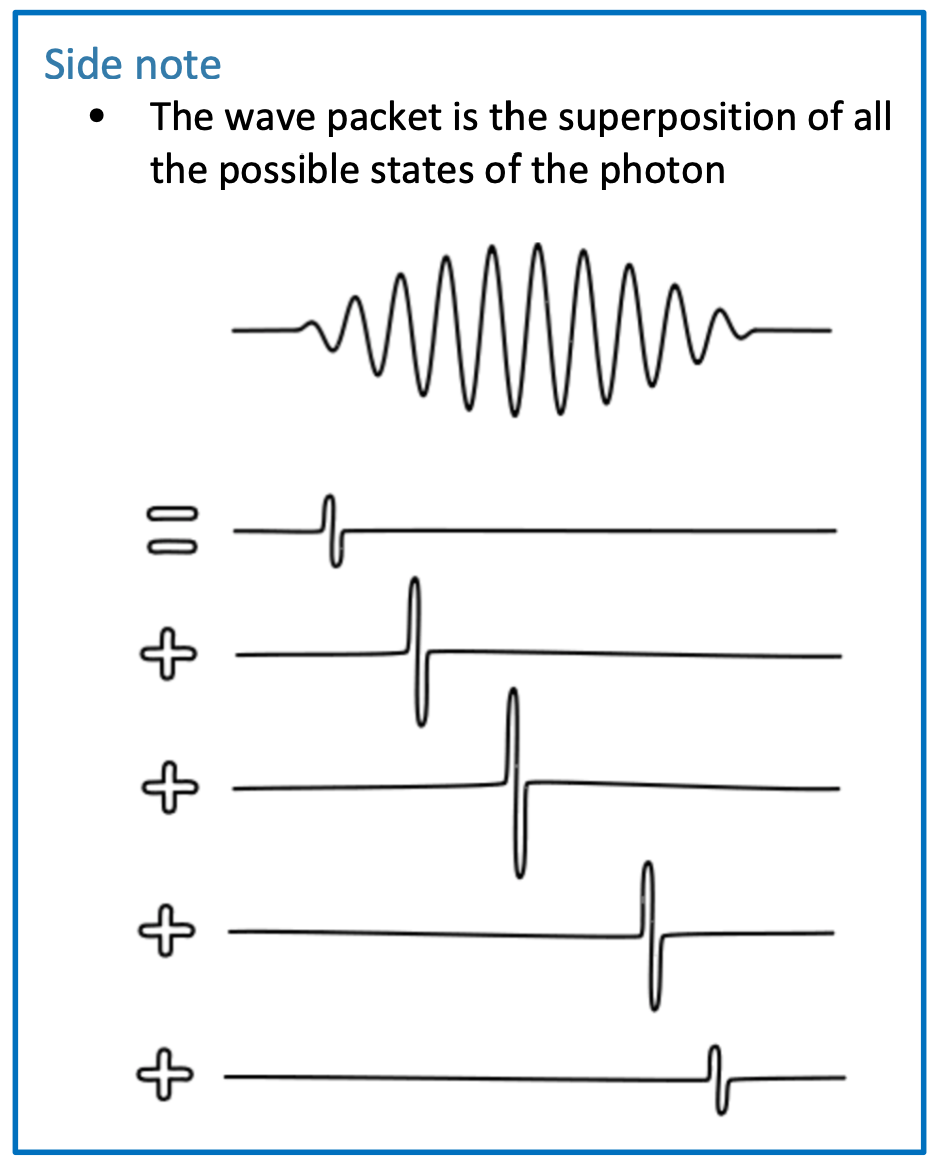 Side note
• The wave packet is the superposition of all
the possible states of the photon
=
+
+
+
+